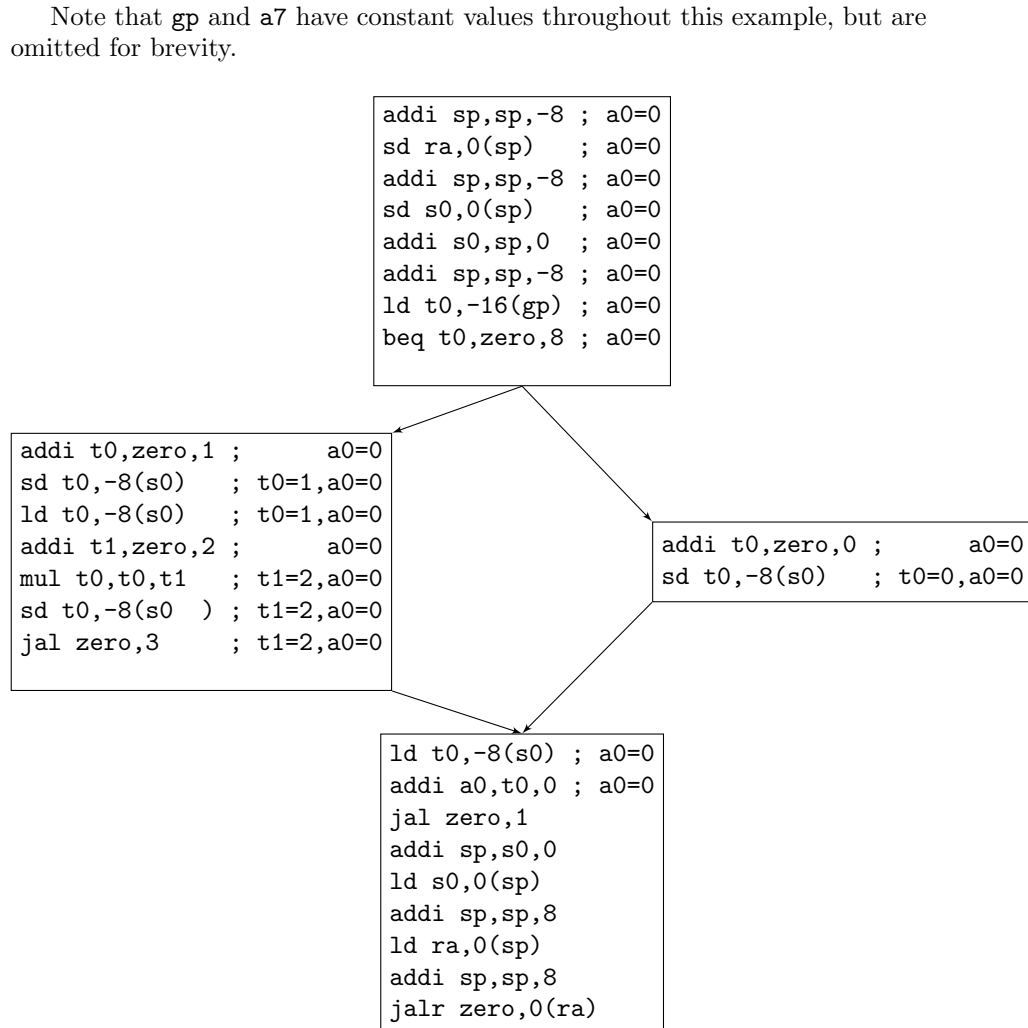 Note that gp and a7 have constant values throughout this example, but are
omitted for brevity.
addi sp,sp,-8 ; a0=0
sd ra,0(sp)   ; a0=0
addi sp,sp,-8 ; a0=0
sd s0,0(sp)   ; a0=0
addi s0,sp,0  ; a0=0
addi sp,sp,-8 ; a0=0
ld t0,-16(gp) ; a0=0
beq t0,zero,8 ; a0=0
addi t0,zero,1 ;      a0=0
sd t0,-8(s0)   ; t0=1,a0=0
ld t0,-8(s0)   ; t0=1,a0=0
addi t1,zero,2 ;      a0=0
mul t0,t0,t1   ; t1=2,a0=0
sd t0,-8(s0  ) ; t1=2,a0=0
jal zero,3     ; t1=2,a0=0
addi t0,zero,0 ;      a0=0
sd t0,-8(s0)   ; t0=0,a0=0
ld t0,-8(s0) ; a0=0
addi a0,t0,0 ; a0=0
jal zero,1
addi sp,s0,0
ld s0,0(sp)
addi sp,sp,8
ld ra,0(sp)
addi sp,sp,8
jalr zero,0(ra)